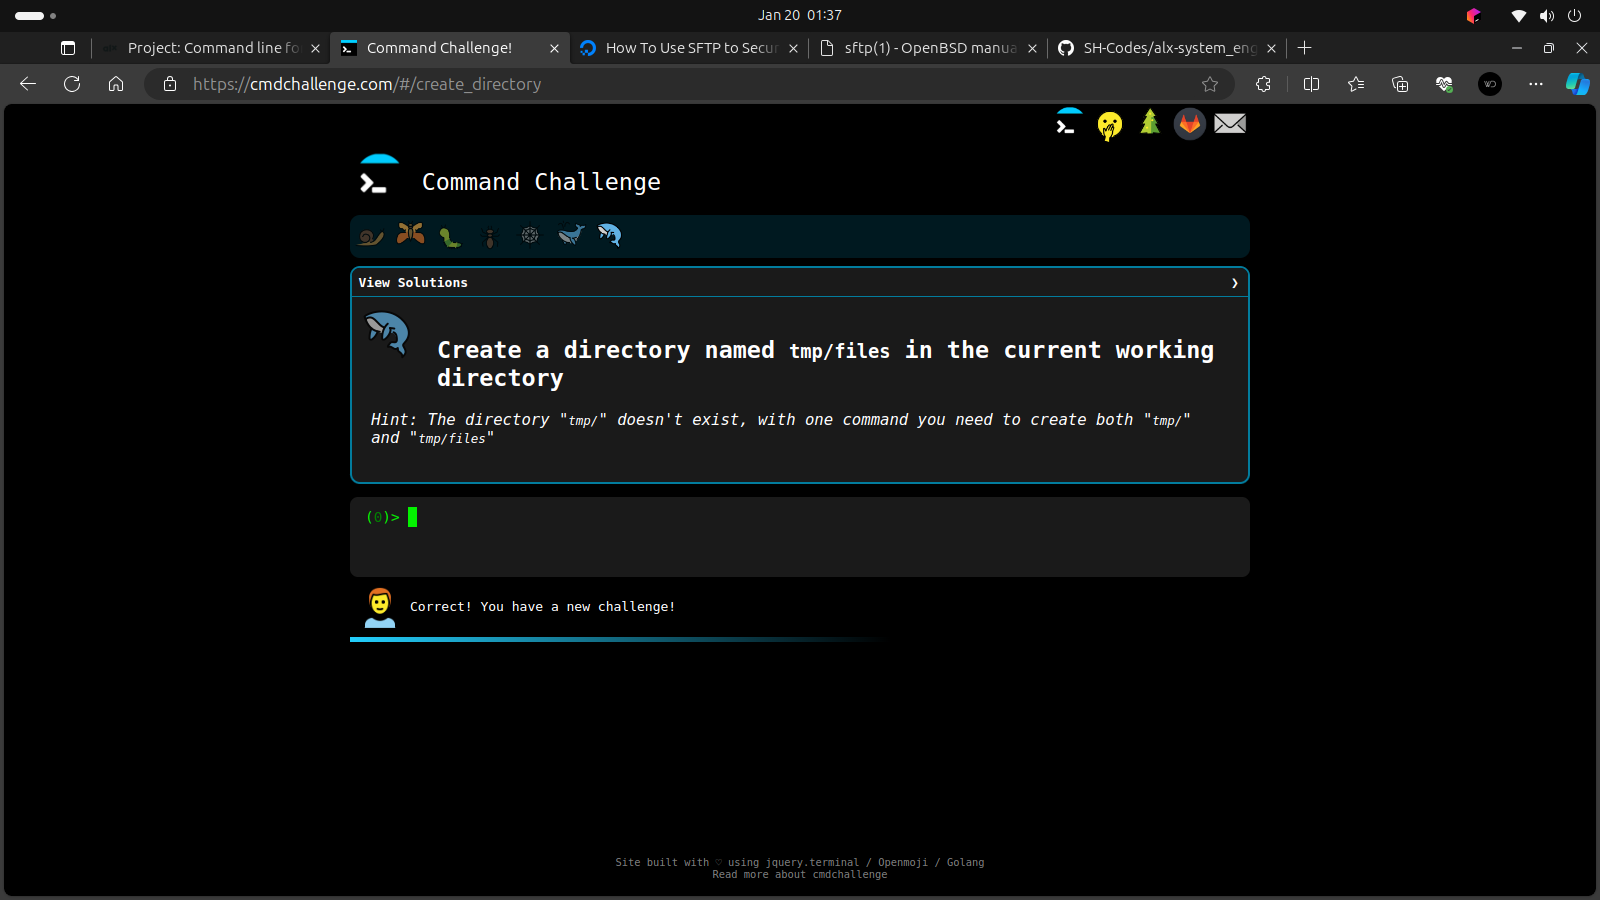 Jan 20 01:37
Project: Command line fo
Command Challenge!
How To Use SFTP to Secur
sftp(1) - OpenBSD manua
SH-Codes/alx-system_eng
https://cmdchallenge.com/#/create_directory
Command Challenge
View Solutions
Create a directory named tmp/files in the current working
directory
Hint: The directory "tmp/" doesn't exist, with one command you need to create both "tmp/"
and "tmp/files"
(0)>
Correct! You have a new challenge!
Site built with ♡ using jquery.terminal / Openmoji / Golang
Read more about cmdchallenge